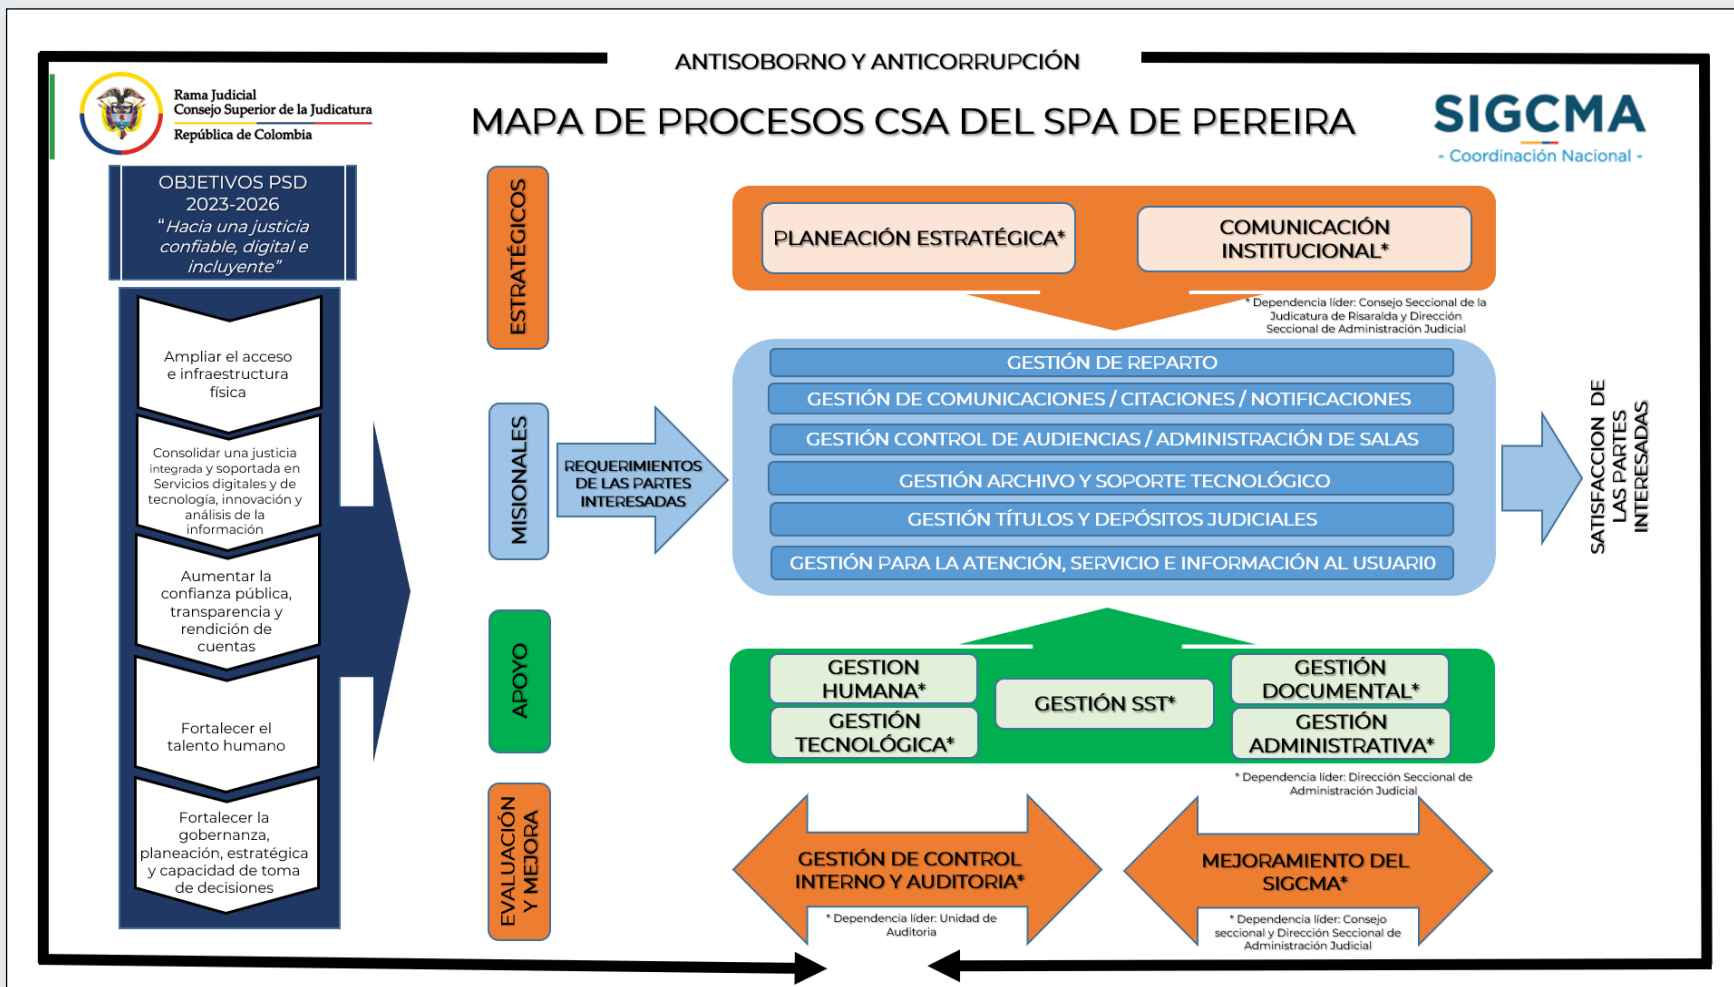 ANTISOBORNO Y ANTICORRUPCIÓN
Rama Judicial
Consejo Superior de la Judicatura
República de Colombia
MAPA DE PROCESOS CSA DEL SPA DE PEREIRA
SIGCMA
- Coordinación Nacional -
OBJETIVOS PSD
2023-2026
“Hacia una justicia
confiable, digital e
incluyente”
Ampliar el acceso
e infraestructura
física
Consolidar una justicia
integrada y soportada en
Servicios digitales y de
tecnología, innovación y
análisis de la
información
Aumentar la
confianza pública,
transparencia y
rendición de
cuentas
Fortalecer el
talento humano
Fortalecer la
gobernanza,
planeación, estratégica
y capacidad de toma
de decisiones
ESTRATÉGICOS
PLANEACIÓN ESTRATÉGICA*
COMUNICACIÓN
INSTITUCIONAL*
* Dependencia líder: Consejo Seccional de la
Judicatura de Risaralda y Dirección
Seccional de Administración Judicial
MISIONALES
REQUERIMIENTOS
DE LAS PARTES
INTERESADAS
GESTIÓN DE REPARTO
GESTIÓN DE COMUNICACIONES / CITACIONES / NOTIFICACIONES
GESTIÓN CONTROL DE AUDIENCIAS / ADMINISTRACIÓN DE SALAS
GESTIÓN ARCHIVO Y SOPORTE TECNOLÓGICO
GESTIÓN TÍTULOS Y DEPÓSITOS JUDICIALES
GESTIÓN PARA LA ATENCIÓN, SERVICIO E INFORMACIÓN AL USUARI0
SATISFACCION DE
LAS PARTES
INTERESADAS
APOYO
GESTION
HUMANA*
GESTIÓN
TECNOLÓGICA*
GESTIÓN SST*
GESTIÓN
DOCUMENTAL*
GESTIÓN
ADMINISTRATIVA*
* Dependencia líder: Dirección Seccional de
Administración Judicial
EVALUACIÓN
Y MEJORA
GESTIÓN DE CONTROL
INTERNO Y AUDITORIA*
* Dependencia líder: Unidad de
Auditoria
MEJORAMIENTO DEL
SIGCMA*
* Dependencia líder: Consejo
seccional y Dirección Seccional de
Administración Judicial